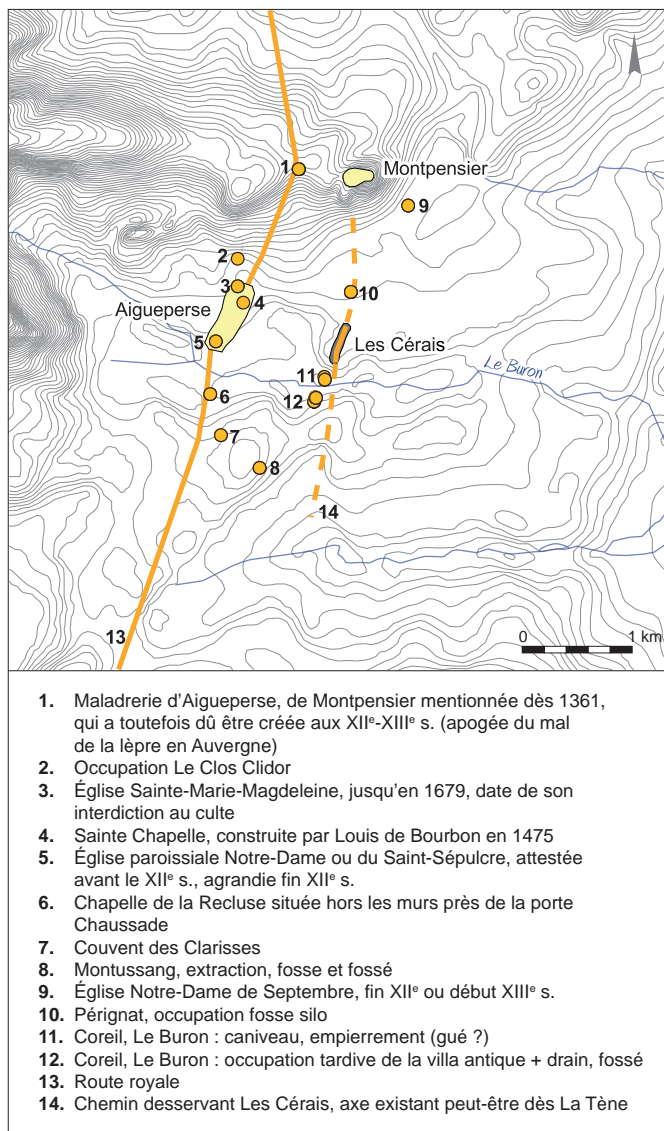 1
Montpensier
9
2
3
10
Aigueperse
4
5
Les Cérais
11
Le Buron
6
12
7
8
14
0 1 km
13
1. Maladrerie d'Aigueperse, de Montpensier mentionnée dès 1361,
qui a toutefois dû être créée aux XIIe-XIIIe s. (apogée du mal
de la lèpre en Auvergne)
2. Occupation Le Clos Clidor
3. Église Sainte-Marie-Magdeleine, jusqu'en 1679, date de son
interdiction au culte
4. Sainte Chapelle, construite par Louis de Bourbon en 1475
5. Église paroissiale Notre-Dame ou du Saint-Sépulcre, attestée
avant le XIIe s., agrandie fin XIIe s.
6. Chapelle de la Recluse située hors les murs près de la porte
Chaussade
7. Couvent des Clarisses
8. Montussang, extraction, fosse et fossé
9. Église Notre-Dame de Septembre, fin XIIe ou début XIIIe s.
10. Pérignat, occupation fosse silo
11. Coreil, Le Buron : caniveau, empierrement (gué ?)
12. Coreil, Le Buron : occupation tardive de la villa antique + drain, fossé
13. Route royale
14. Chemin desservant Les Cérais, axe existant peut-être dès La Tène